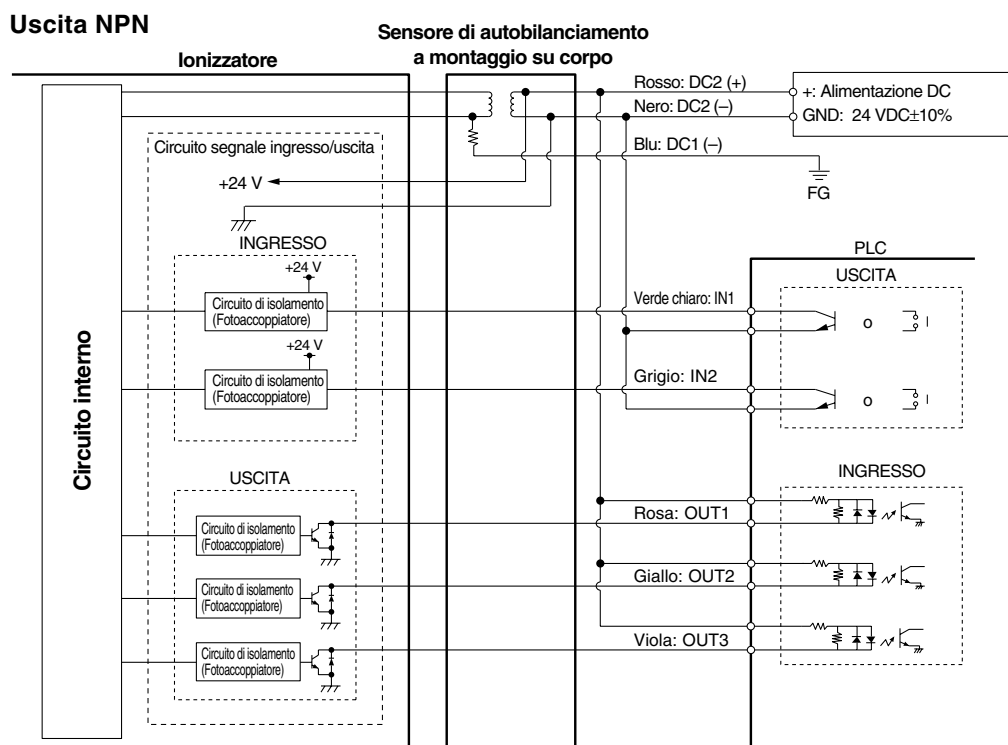 Uscita NPN
Sensore di autobilanciamento
a montaggio su corpo
Ionizzatore
Rosso: DC2 (+)
+: Alimentazione DC
Nero: DC2 (–)
GND: 24 VDC±10%
Circuito segnale ingresso/uscita
Blu: DC1 (–)
+24 V
FG
INGRESSO
PLC
USCITA
+24 V
Circuito di isolamento
(Fotoaccoppiatore)
Verde chiaro: IN1
o
+24 V
Circuito di isolamento
(Fotoaccoppiatore)
Grigio: IN2
o
Circuito interno
USCITA
INGRESSO
Circuito di isolamento
(Fotoaccoppiatore)
Rosa: OUT1
Circuito di isolamento
(Fotoaccoppiatore)
Giallo: OUT2
Circuito di isolamento
(Fotoaccoppiatore)
Viola: OUT3